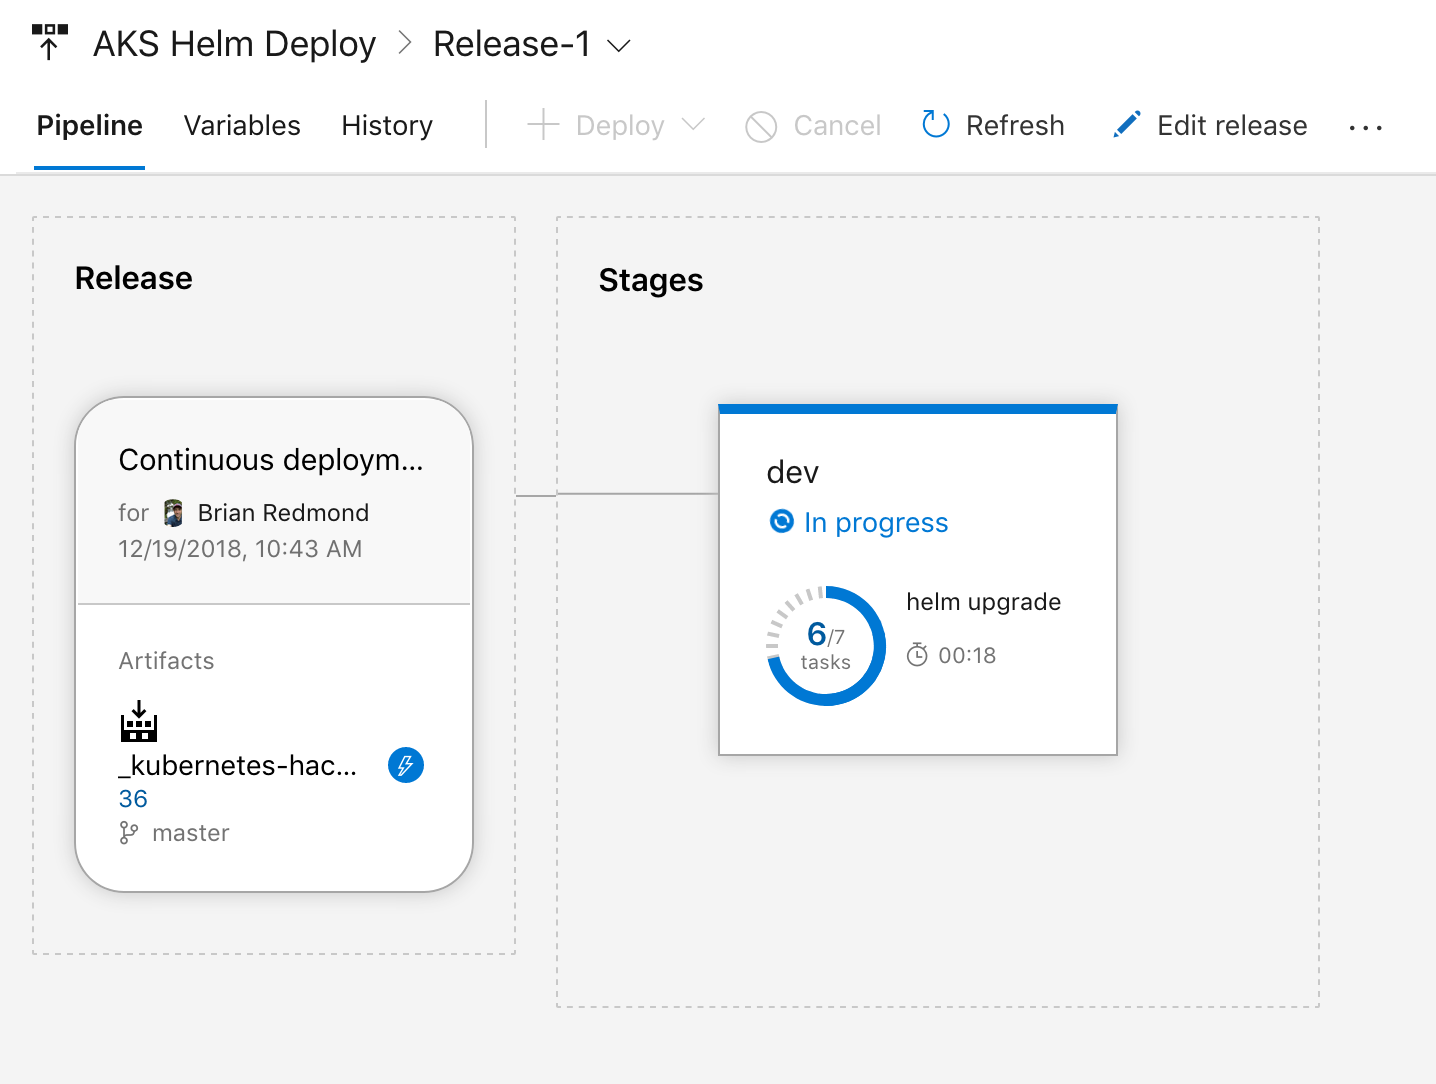 AKS Helm Deploy > Release-1
Pipeline Variables History Deploy Cancel Refresh Edit release ...
Release
Continuous deploym...
for Brian Redmond
12/19/2018, 10:43 AM
Artifacts
_kubernetes-hac...
36
master
Stages
dev
In progress
6/7
tasks
helm upgrade
00:18